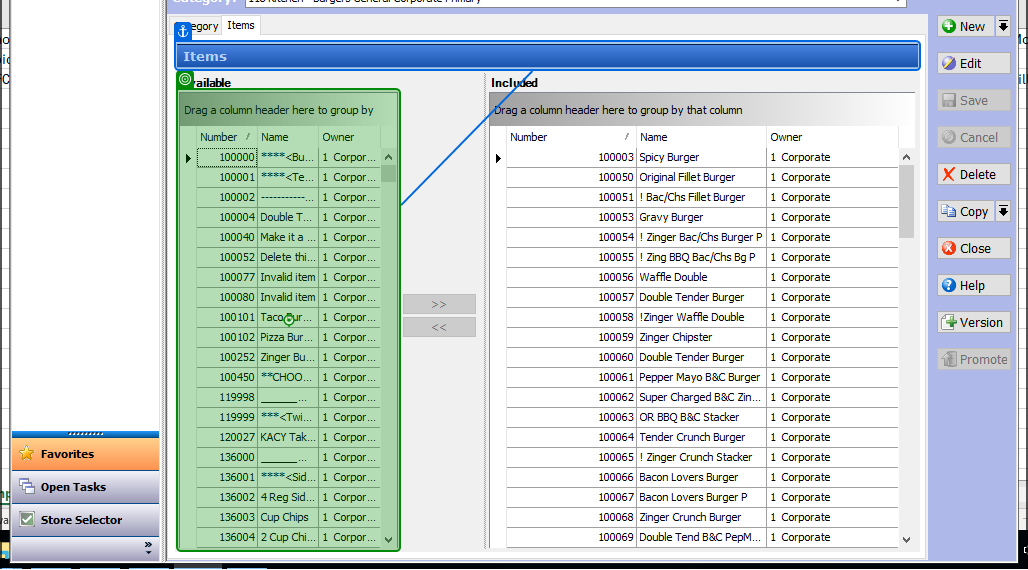 Items
Items
Available
Included
Drag a column header here to group by
Drag a column header here to group by that column
Number / Name Owner
Number / Name Owner
100000 ****<Bu... 1 Corpor...
100001 ****<Te... 1 Corpor...
100002 -----------... 1 Corpor...
100004 Double T... 1 Corpor...
100040 Make it a ... 1 Corpor...
100052 Delete thi... 1 Corpor...
100077 Invalid item 1 Corpor...
100080 Invalid item 1 Corpor...
100101 Taco Bur... 1 Corpor...
100102 Pizza Bur... 1 Corpor...
100252 Zinger Bu... 1 Corpor...
100450 **CHOO... 1 Corpor...
119998 ______... 1 Corpor...
119999 ***<Twi... 1 Corpor...
120027 KACY Tak... 1 Corpor...
136000 ______... 1 Corpor...
136001 ****<Sid... 1 Corpor...
136002 4 Reg Sid... 1 Corpor...
136003 Cup Chips 1 Corpor...
136004 2 Cup Chi... 1 Corpor...
>>
<<
100003 Spicy Burger 1 Corporate
100050 Original Fillet Burger 1 Corporate
100051 ! Bac/Chs Fillet Burger 1 Corporate
100053 Gravy Burger 1 Corporate
100054 ! Zinger Bac/Chs Burger P 1 Corporate
100055 ! Zing BBQ Bac/Chs Bg P 1 Corporate
100056 Waffle Double 1 Corporate
100057 Double Tender Burger 1 Corporate
100058 !Zinger Waffle Double 1 Corporate
100059 Zinger Chipster 1 Corporate
100060 Double Tender Burger 1 Corporate
100061 Pepper Mayo B&C Burger 1 Corporate
100062 Super Charged B&C Zin... 1 Corporate
100063 OR BBQ B&C Stacker 1 Corporate
100064 Tender Crunch Burger 1 Corporate
100065 ! Zinger Crunch Stacker 1 Corporate
100066 Bacon Lovers Burger 1 Corporate
100067 Bacon Lovers Burger P 1 Corporate
100068 Zinger Crunch Burger 1 Corporate
100069 Double Tend B&C PepM... 1 Corporate
New
Edit
Save
Cancel
Delete
Copy
Close
Help
Version
Promote
Favorites
Open Tasks
Store Selector
»